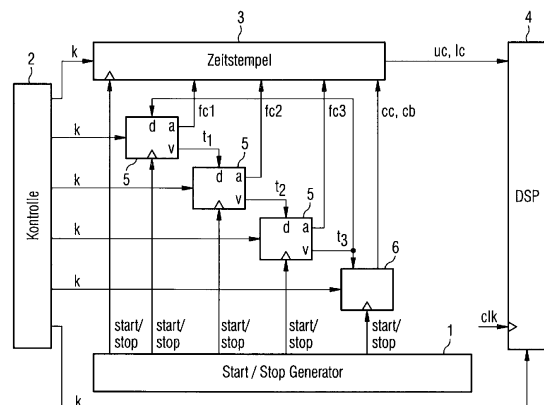 3
4
2
k
Zeitstempel
uc, lc
fc1
fc2
fc3
cc, cb
k
d a
v
t1
5
5
d a
v
k
t2
5
d a
v
k
t3
6
k
Kontrolle
DSP
clk
start/
stop
start/
stop
start/
stop
start/
stop
start/
stop
1
Start / Stop Generator
k